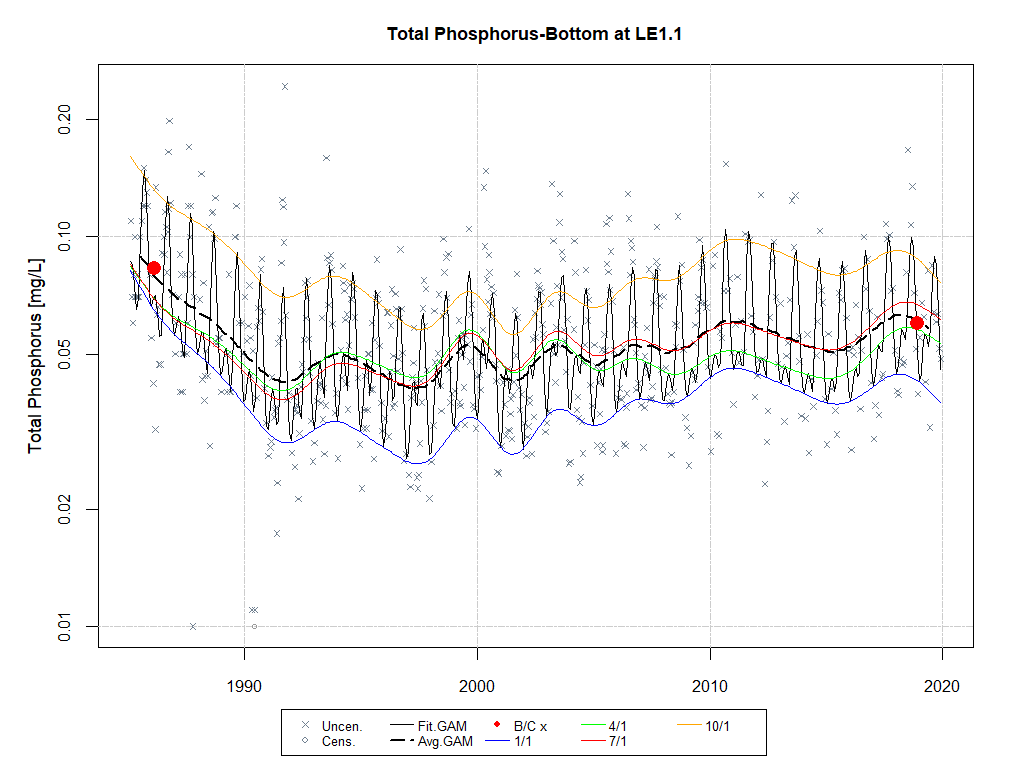 Total Phosphorus-Bottom at LE1.1
Total Phosphorus [mg/L]
0.20
0.10
0.05
0.02
0.01
1990 2000 2010 2020
Uncen. Fit.GAM B/C x 4/1 10/1
Cens. Avg.GAM 1/1 7/1